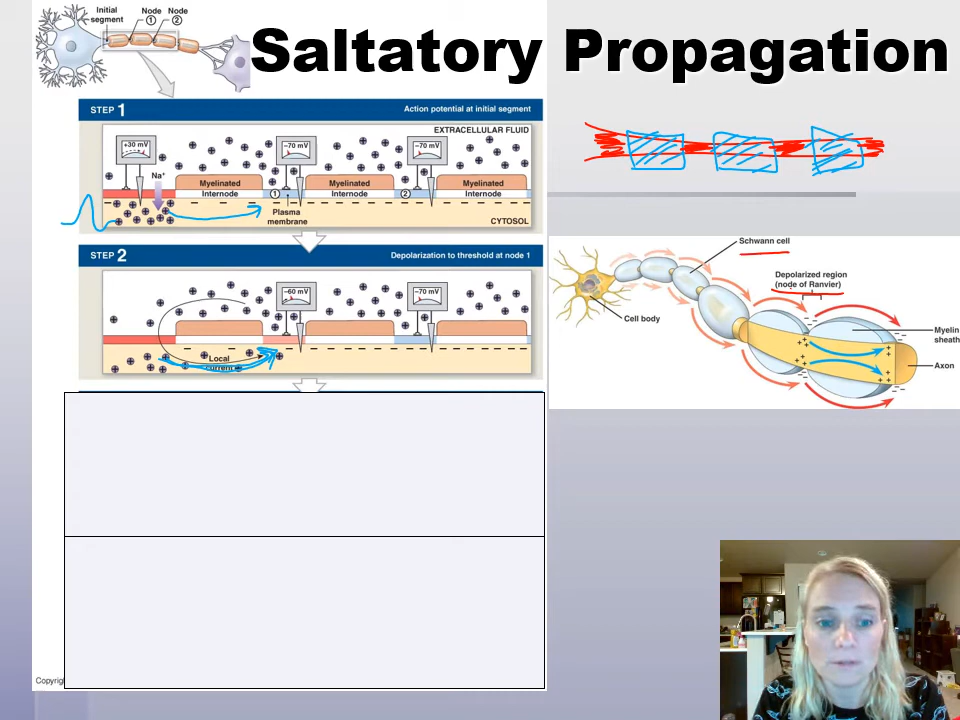 Saltatory Propagation
Initial
segment
Node
1
Node
2
STEP 1
Action potential at initial segment
EXTRACELLULAR FLUID
+30 mV
–70 mV
–70 mV
Na+
Myelinated
Internode
1
Myelinated
Internode
2
Myelinated
Internode
Plasma
membrane
CYTOSOL
STEP 2
Depolarization to threshold at node 1
–60 mV
–70 mV
Local
Schwann cell
Depolarized region
(node of Ranvier)
Cell body
Myelin
sheath
Axon